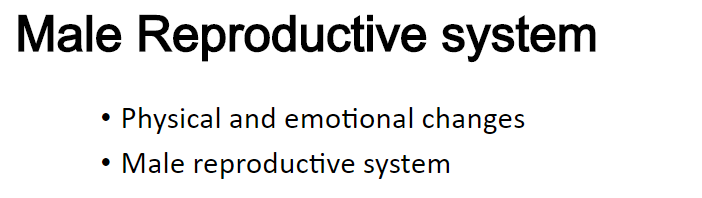 Male Reproductive system
• Physical and emotional changes
• Male reproductive system